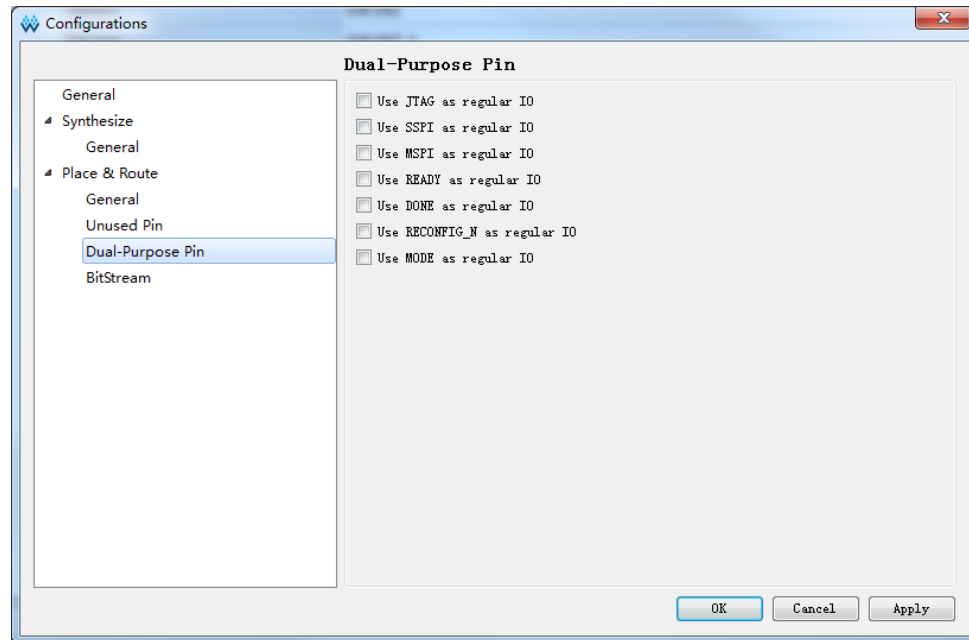 Configurations
Dual-Purpose Pin
General
Synthesize
General
Place & Route
General
Unused Pin
Dual-Purpose Pin
BitStream
Use JTAG as regular IO
Use SSPI as regular IO
Use MSPI as regular IO
Use READY as regular IO
Use DONE as regular IO
Use RECONFIG_N as regular IO
Use MODE as regular IO
OK
Cancel
Apply